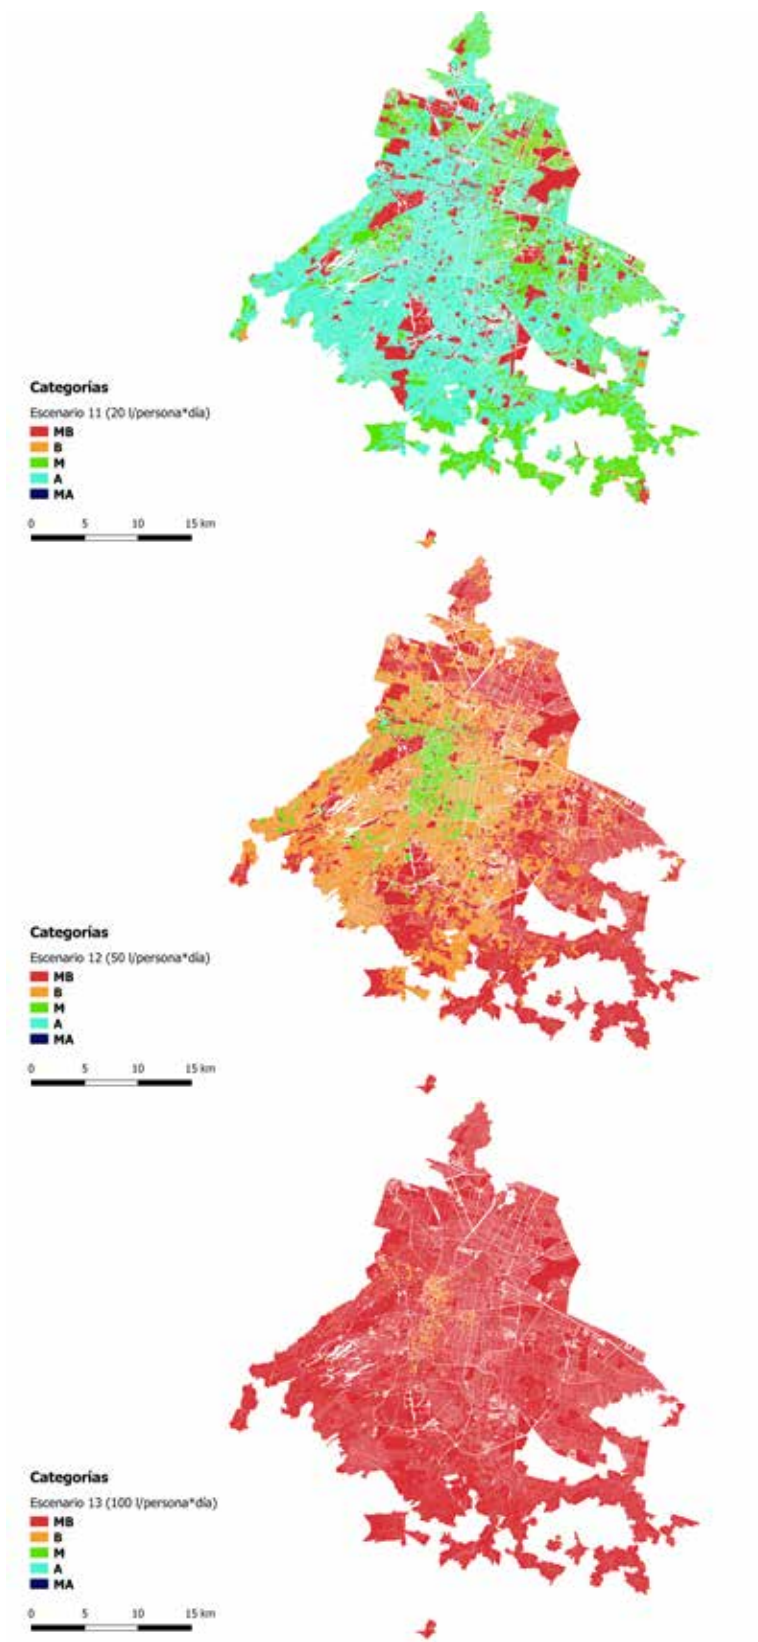 Categorías
Escenario 11 (20 l/persona*día)
MB
B
M
A
MA
0 5 10 15 km
Categorías
Escenario 12 (50 l/persona*día)
MB
B
M
A
MA
0 5 10 15 km
Categorías
Escenario 13 (100 l/persona*día)
MB
B
M
A
MA
0 5 10 15 km